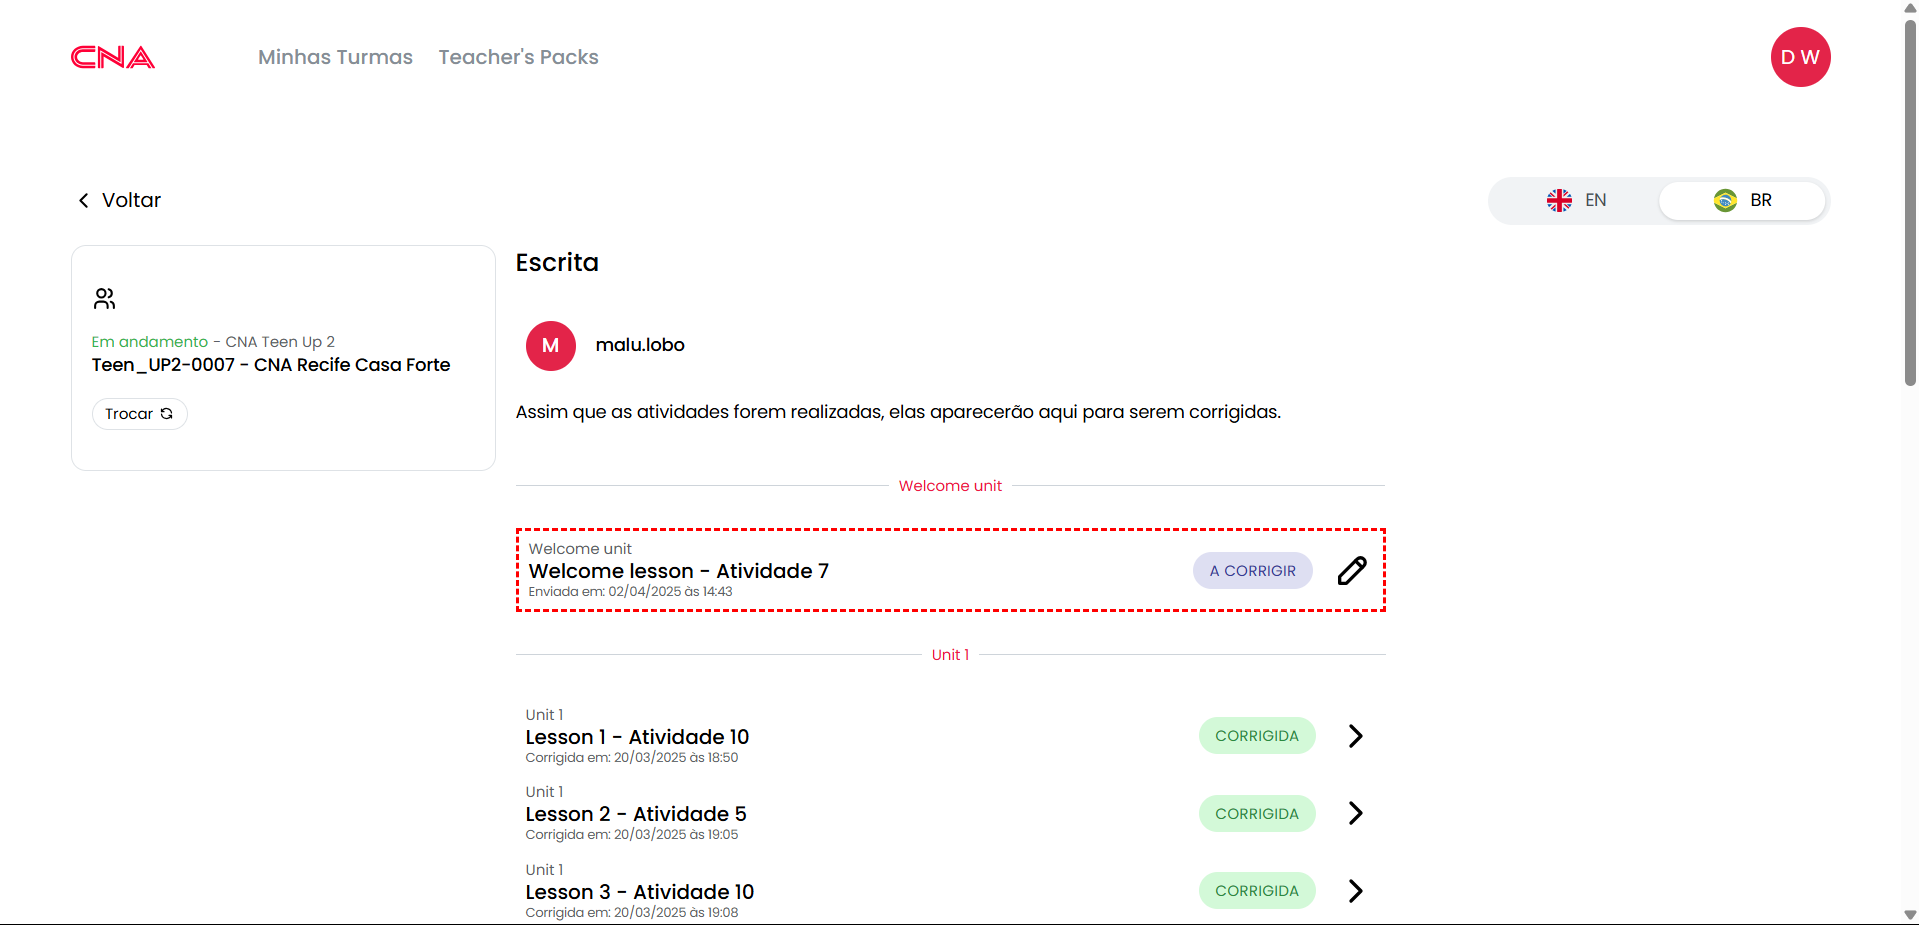 CNA
Minhas Turmas
Teacher's Packs
D W
Voltar
EN
BR
Em andamento - CNA Teen Up 2
Teen_UP2-0007 - CNA Recife Casa Forte
Trocar
Escrita
M
malu.lobo
Assim que as atividades forem realizadas, elas aparecerão aqui para serem corrigidas.
Welcome unit
Welcome unit
Welcome lesson - Atividade 7
Enviada em: 02/04/2025 às 14:43
A CORRIGIR
Unit 1
Unit 1
Lesson 1 - Atividade 10
Corrigida em: 20/03/2025 às 18:50
CORRIGIDA
Unit 1
Lesson 2 - Atividade 5
Corrigida em: 20/03/2025 às 19:05
CORRIGIDA
Unit 1
Lesson 3 - Atividade 10
Corrigida em: 20/03/2025 às 19:08
CORRIGIDA